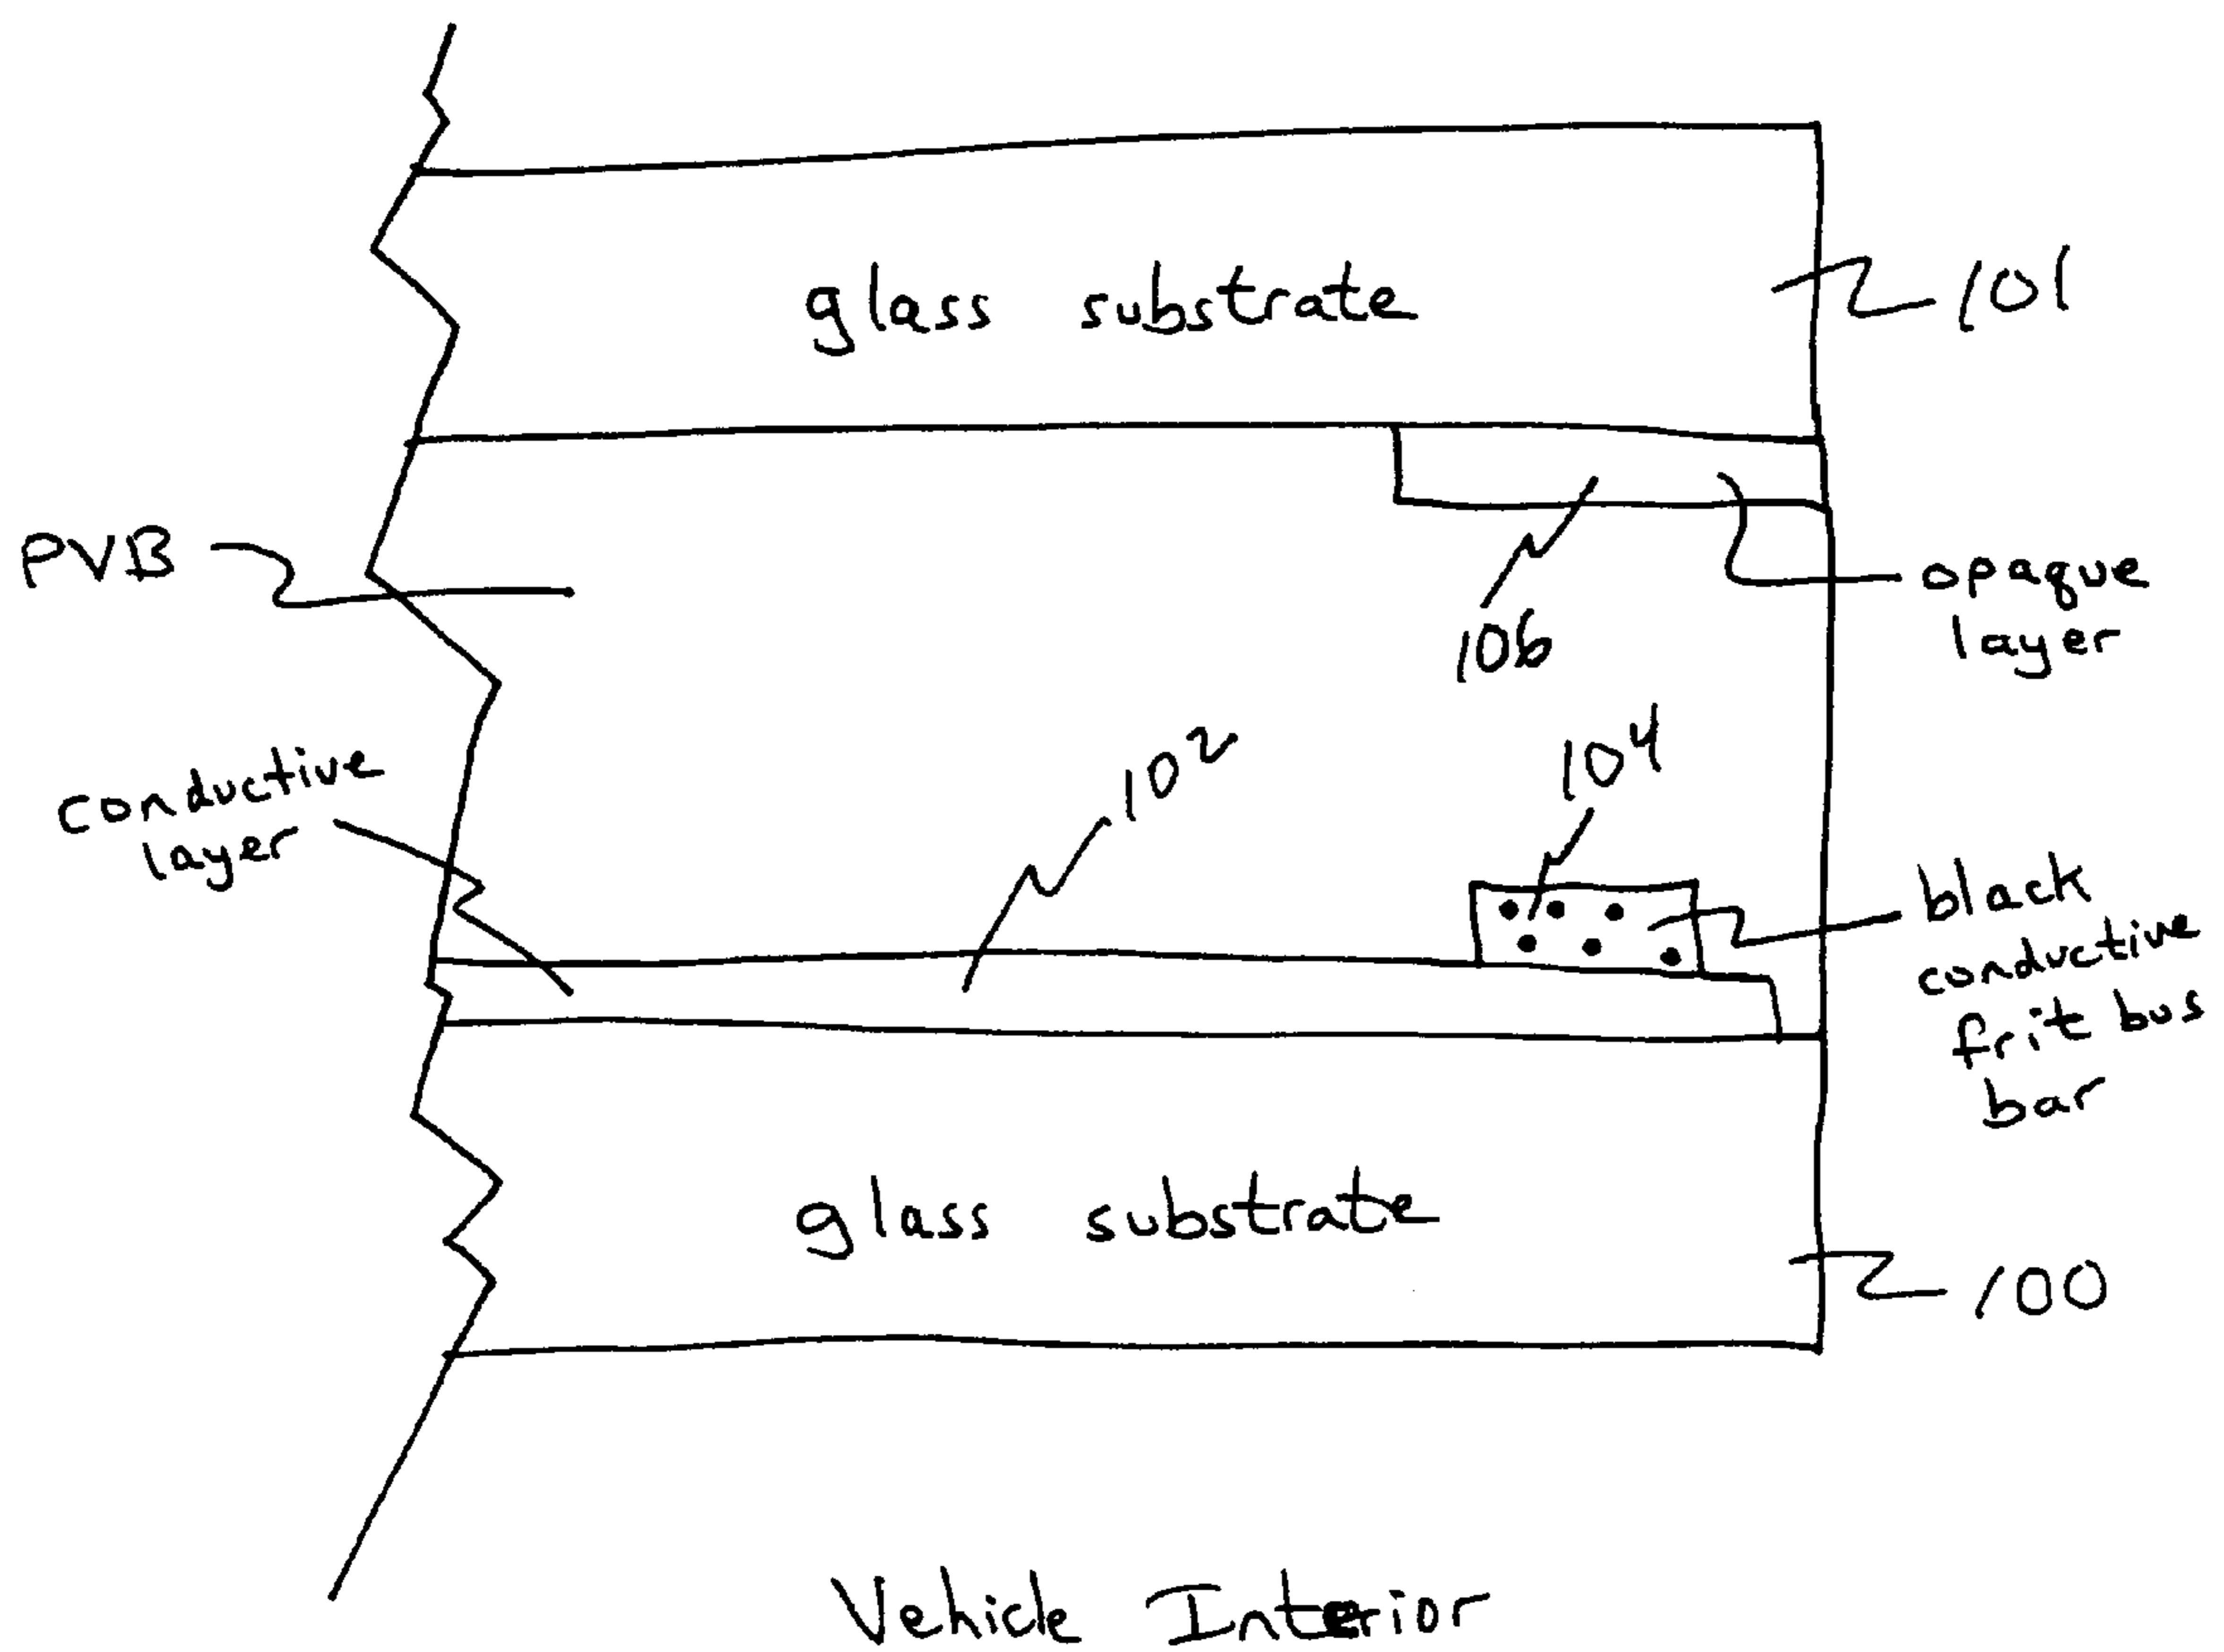 glass substrate
101
PVB
106
opaque
layer
102
104
conductive
layer
black
conductive
frit bus
bar
glass substrate
100
Vehicle Interior